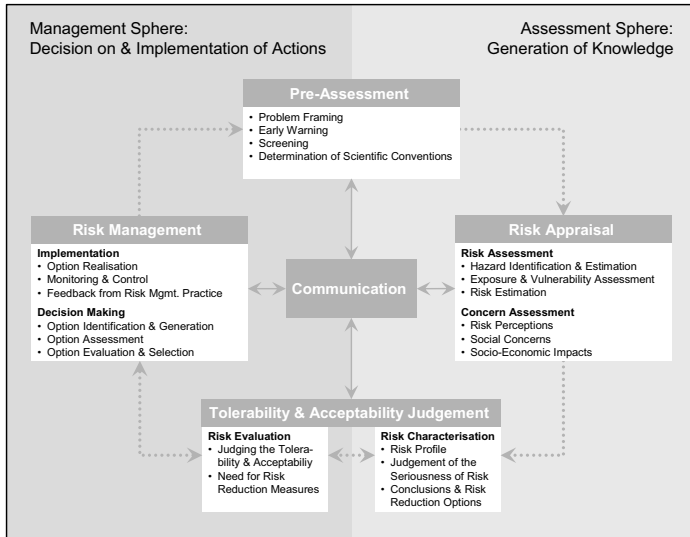 Management Sphere:
Decision on & Implementation of Actions
Assessment Sphere:
Generation of Knowledge
Pre-Assessment
• Problem Framing
• Early Warning
• Screening
• Determination of Scientific Conventions
Risk Management
Implementation
• Option Realisation
• Monitoring & Control
• Feedback from Risk Mgmt. Practice
Decision Making
• Option Identification & Generation
• Option Assessment
• Option Evaluation & Selection
Communication
Risk Appraisal
Risk Assessment
• Hazard Identification & Estimation
• Exposure & Vulnerability Assessment
• Risk Estimation
Concern Assessment
• Risk Perceptions
• Social Concerns
• Socio-Economic Impacts
Tolerability & Acceptability Judgement
Risk Evaluation
• Judging the Tolera-
bility & Acceptabiliy
• Need for Risk
Reduction Measures
Risk Characterisation
• Risk Profile
• Judgement of the
Seriousness of Risk
• Conclusions & Risk
Reduction Options